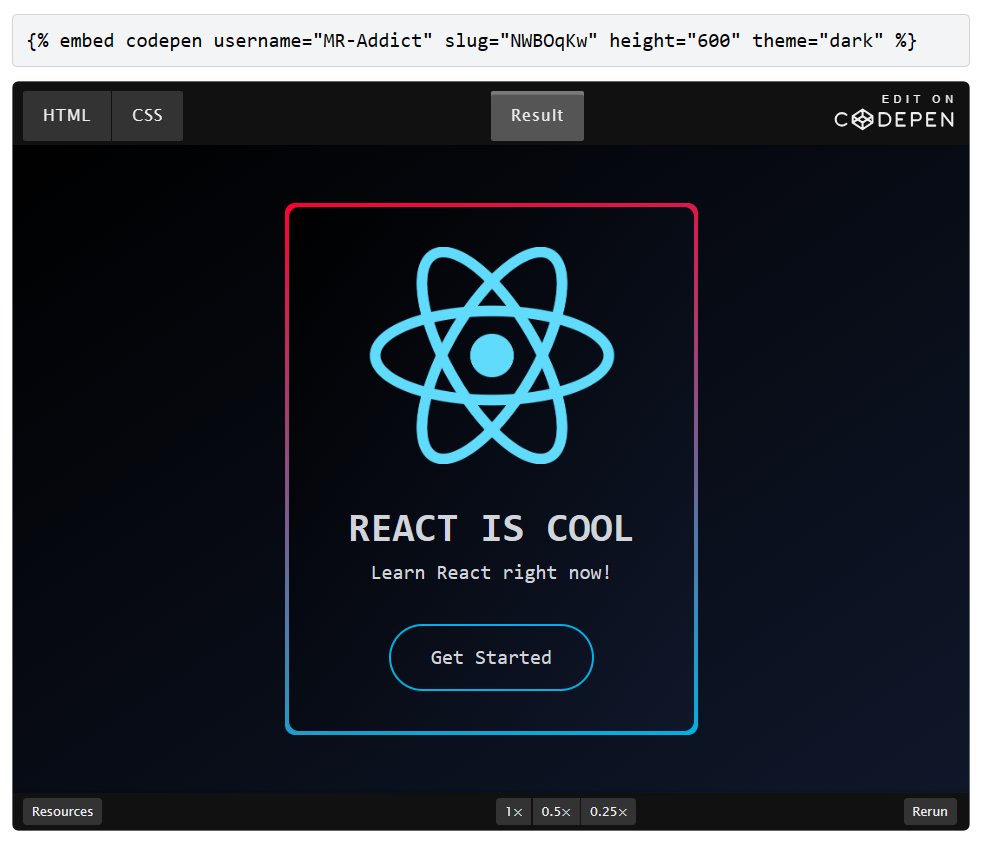 {% embed codepen username="MR-Addict" slug="NWBOqKw" height="600" theme="dark" %}
HTML CSS Result EDIT ON
CODEPEN
REACT IS COOL
Learn React right now!
Get Started
Resources 1× 0.5× 0.25× Rerun